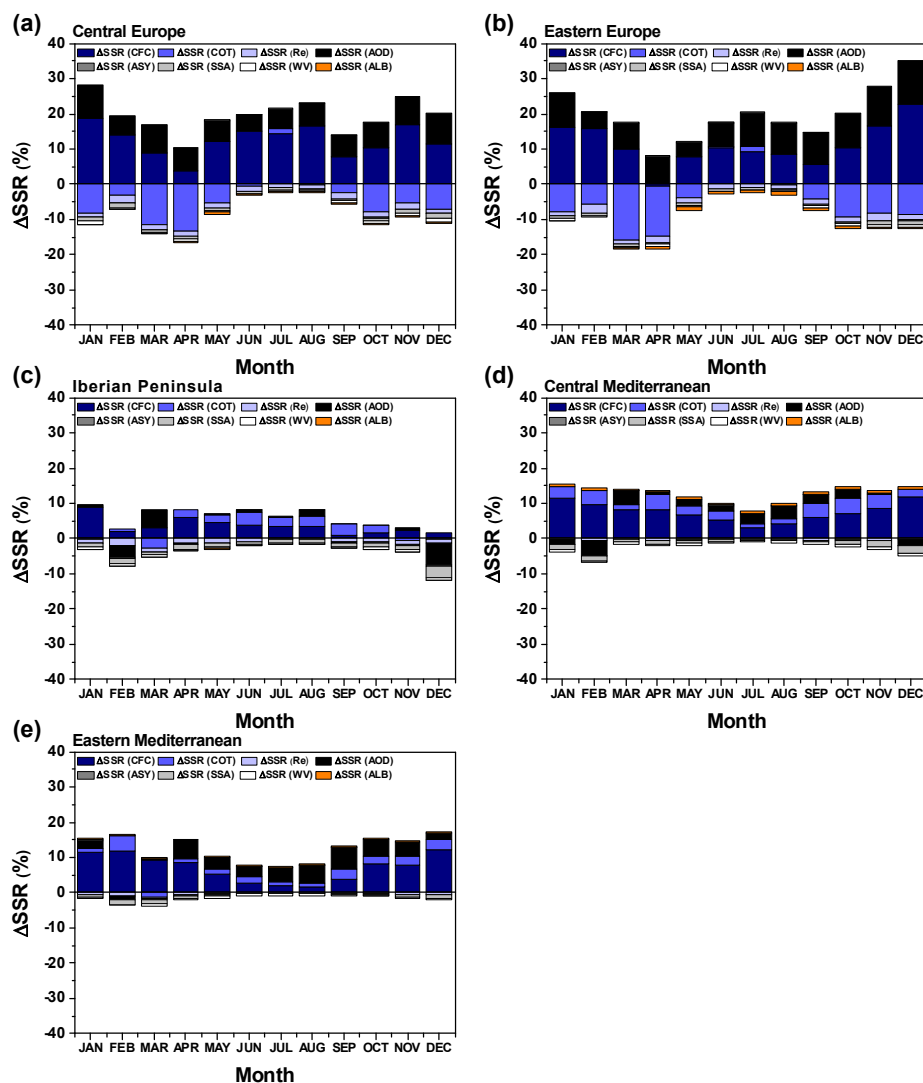 (a) Central Europe
ΔSSR (CFC) ΔSSR (COT) ΔSSR (Re) ΔSSR (AOD)
ΔSSR (ASY) ΔSSR (SSA) ΔSSR (WV) ΔSSR (ALB)
ΔSSR (%)
40
30
20
10
0
-10
-20
-30
-40
JAN FEB MAR APR MAY JUN JUL AUG SEP OCT NOV DEC
Month
(b) Eastern Europe
ΔSSR (CFC) ΔSSR (COT) ΔSSR (Re) ΔSSR (AOD)
ΔSSR (ASY) ΔSSR (SSA) ΔSSR (WV) ΔSSR (ALB)
ΔSSR (%)
40
30
20
10
0
-10
-20
-30
-40
JAN FEB MAR APR MAY JUN JUL AUG SEP OCT NOV DEC
Month
(c) Iberian Peninsula
ΔSSR (CFC) ΔSSR (COT) ΔSSR (Re) ΔSSR (AOD)
ΔSSR (ASY) ΔSSR (SSA) ΔSSR (WV) ΔSSR (ALB)
ΔSSR (%)
40
30
20
10
0
-10
-20
-30
-40
JAN FEB MAR APR MAY JUN JUL AUG SEP OCT NOV DEC
Month
(d) Central Mediterranean
ΔSSR (CFC) ΔSSR (COT) ΔSSR (Re) ΔSSR (AOD)
ΔSSR (ASY) ΔSSR (SSA) ΔSSR (WV) ΔSSR (ALB)
ΔSSR (%)
40
30
20
10
0
-10
-20
-30
-40
JAN FEB MAR APR MAY JUN JUL AUG SEP OCT NOV DEC
Month
(e) Eastern Mediterranean
ΔSSR (CFC) ΔSSR (COT) ΔSSR (Re) ΔSSR (AOD)
ΔSSR (ASY) ΔSSR (SSA) ΔSSR (WV) ΔSSR (ALB)
ΔSSR (%)
40
30
20
10
0
-10
-20
-30
-40
JAN FEB MAR APR MAY JUN JUL AUG SEP OCT NOV DEC
Month